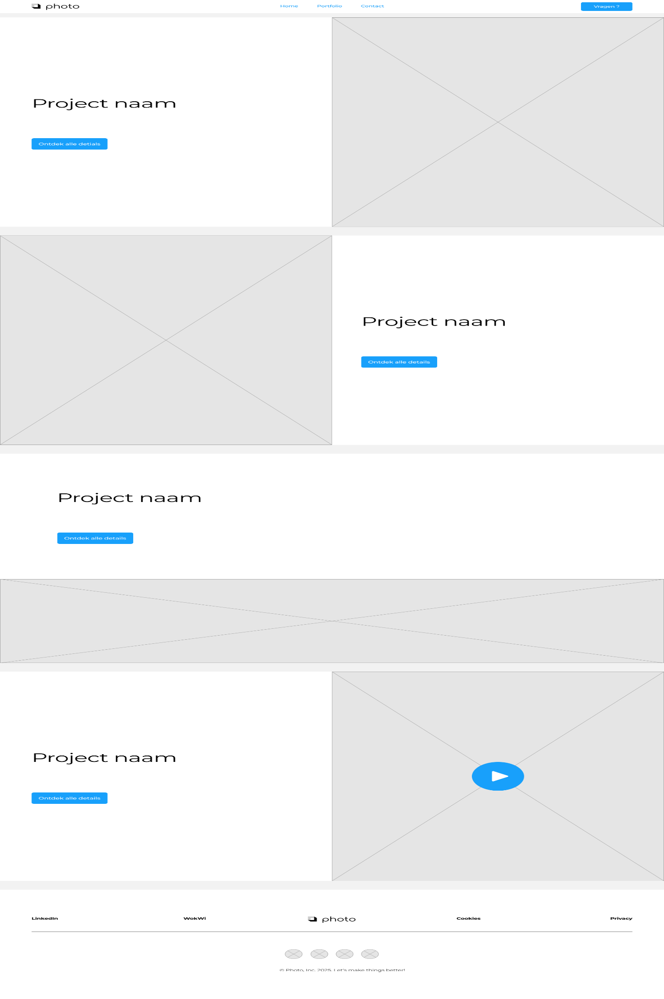 photo
Home Portfolio Contact
Vragen ?
Project naam
Ontdek alle detials
Project naam
Ontdek alle details
Project naam
Ontdek alle details
Project naam
Ontdek alle details
LinkedIn
WokWi
photo
Cookies
Privacy
© Photo, Inc. 2025. Let's make things better!